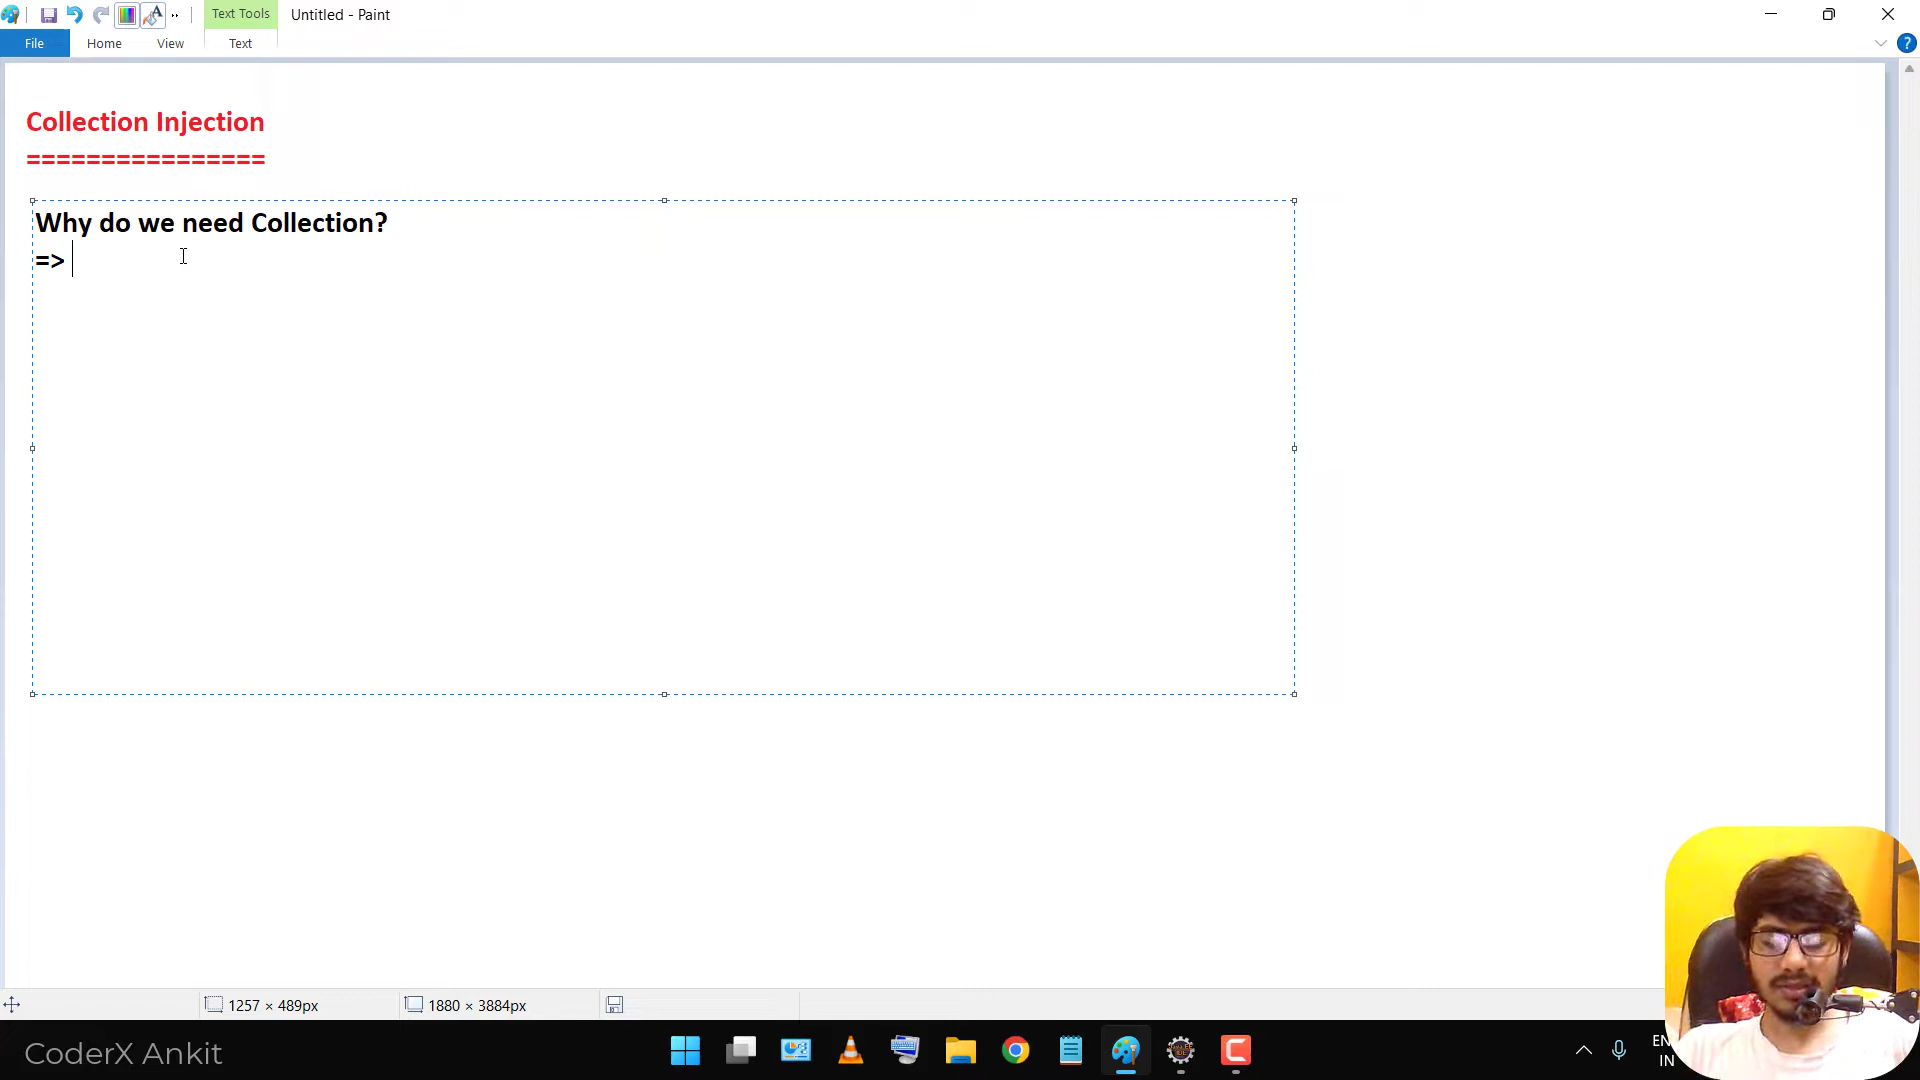 Text Tools
Untitled - Paint
File
Home
View
Text
Collection Injection
================
Why do we need Collection?
=>
1257 × 489px
1880 × 3884px
CoderX Ankit
EN
IN